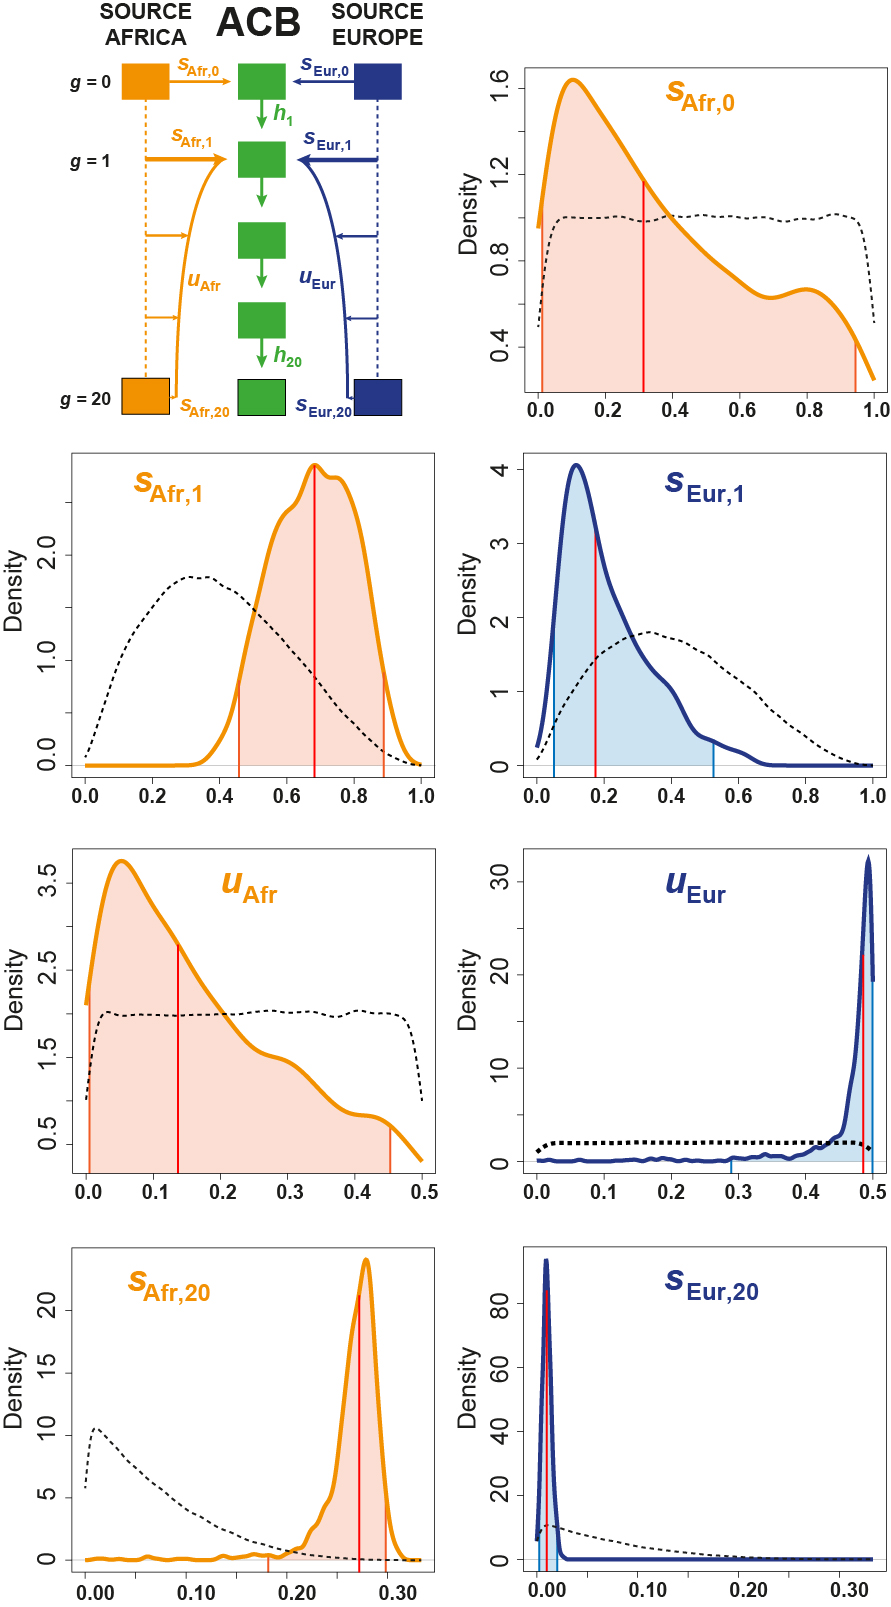 SOURCE AFRICA
ACB
SOURCE EUROPE
g = 0
sAfr,0
sEur,0
h1
g = 1
sAfr,1
sEur,1
uAfr
uEur
h20
g = 20
sAfr,20
sEur,20
sAfr,0
Density
0.4 0.8 1.2 1.6
0.0 0.2 0.4 0.6 0.8 1.0
sAfr,1
Density
0.0 1.0 2.0
0.0 0.2 0.4 0.6 0.8 1.0
sEur,1
Density
0 1 2 3 4
0.0 0.2 0.4 0.6 0.8 1.0
uAfr
Density
0.5 1.5 2.5 3.5
0.0 0.1 0.2 0.3 0.4 0.5
uEur
Density
0 10 20 30
0.0 0.1 0.2 0.3 0.4 0.5
sAfr,20
Density
0 5 10 15 20
0.00 0.10 0.20 0.30
sEur,20
Density
0 20 40 60 80
0.00 0.10 0.20 0.30